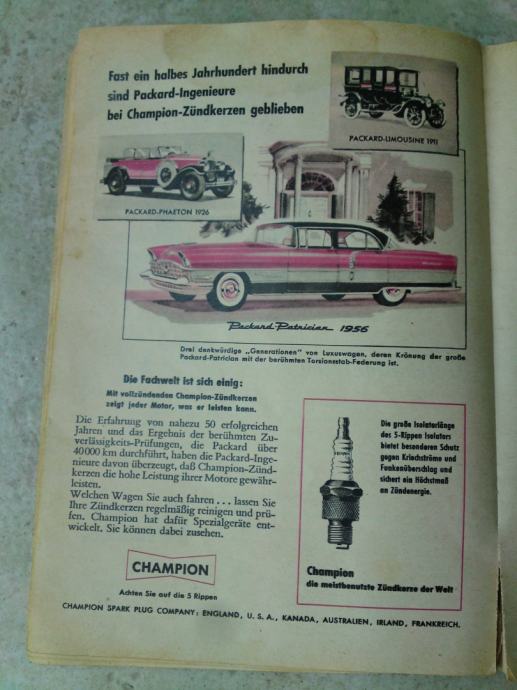 Fast ein halbes Jahrhundert hindurch
sind Packard-Ingenieure
bei Champion-Zündkerzen geblieben
PACKARD-LIMOUSINE 1911
PACKARD-PHAETON 1926
Packard-Patrician 1956
Drei denkwürdige „Generationen" von Luxuswagen, deren Krönung der große
Packard-Patrician mit der berühmten Torsionsstab-Federung ist.
Die Fachwelt ist sich einig:
Mit vollzündenden Champion-Zündkerzen
zeigt jeder Motor, was er leisten kann.
Die Erfahrung von nahezu 50 erfolgreichen
Jahren und das Ergebnis der berühmten Zu-
verlässigkeits-Prüfungen, die Packard über
40000 km durchführt, haben die Packard-Inge-
nieure davon überzeugt, daß Champion-Zünd-
kerzen die hohe Leistung ihrer Motore gewähr-
leisten.
Welchen Wagen Sie auch fahren ... lassen Sie
Ihre Zündkerzen regelmäßig reinigen und prü-
fen. Champion hat dafür Spezialgeräte ent-
wickelt. Sie können dabei zusehen.
CHAMPION
Achten Sie auf die 5 Rippen
Die große Isolatorlänge
des 5-Rippen Isolators
bietet besonderen Schutz
gegen Kriechströme und
Funkenüberschlag und
sichert ein Höchstmaß
an Zündenergie.
Champion
die meistbenutzte Zündkerze der Welt
CHAMPION SPARK PLUG COMPANY: ENGLAND, U. S. A., KANADA, AUSTRALIEN, IRLAND, FRANKREICH.